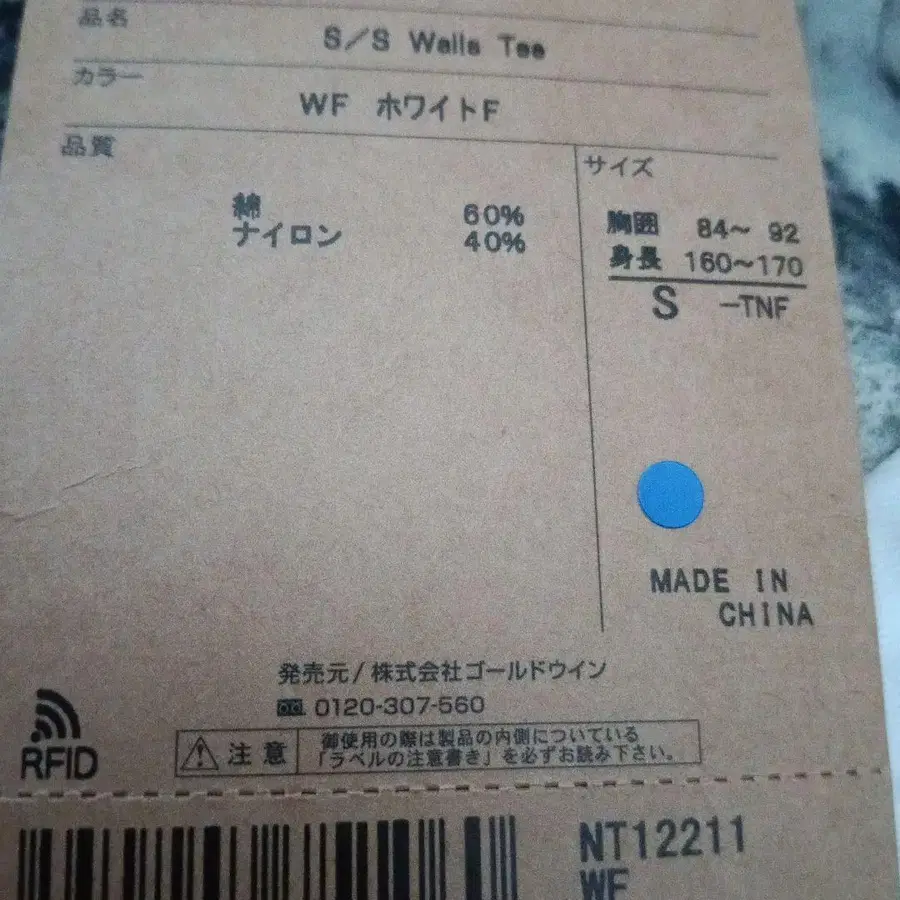 品名
S/S Walls Tee
カラー
WF ホワイトF
品質
綿 60%
ナイロン 40%
サイズ
胸囲 84〜 92
身長 160〜170
S -TNF
MADE IN
CHINA
発売元/株式会社ゴールドウイン
0120-307-560
RFID
注意
御使用の際は製品の内側についている
「ラベルの注意書き」を必ずお読み下さい。
NT12211
WF